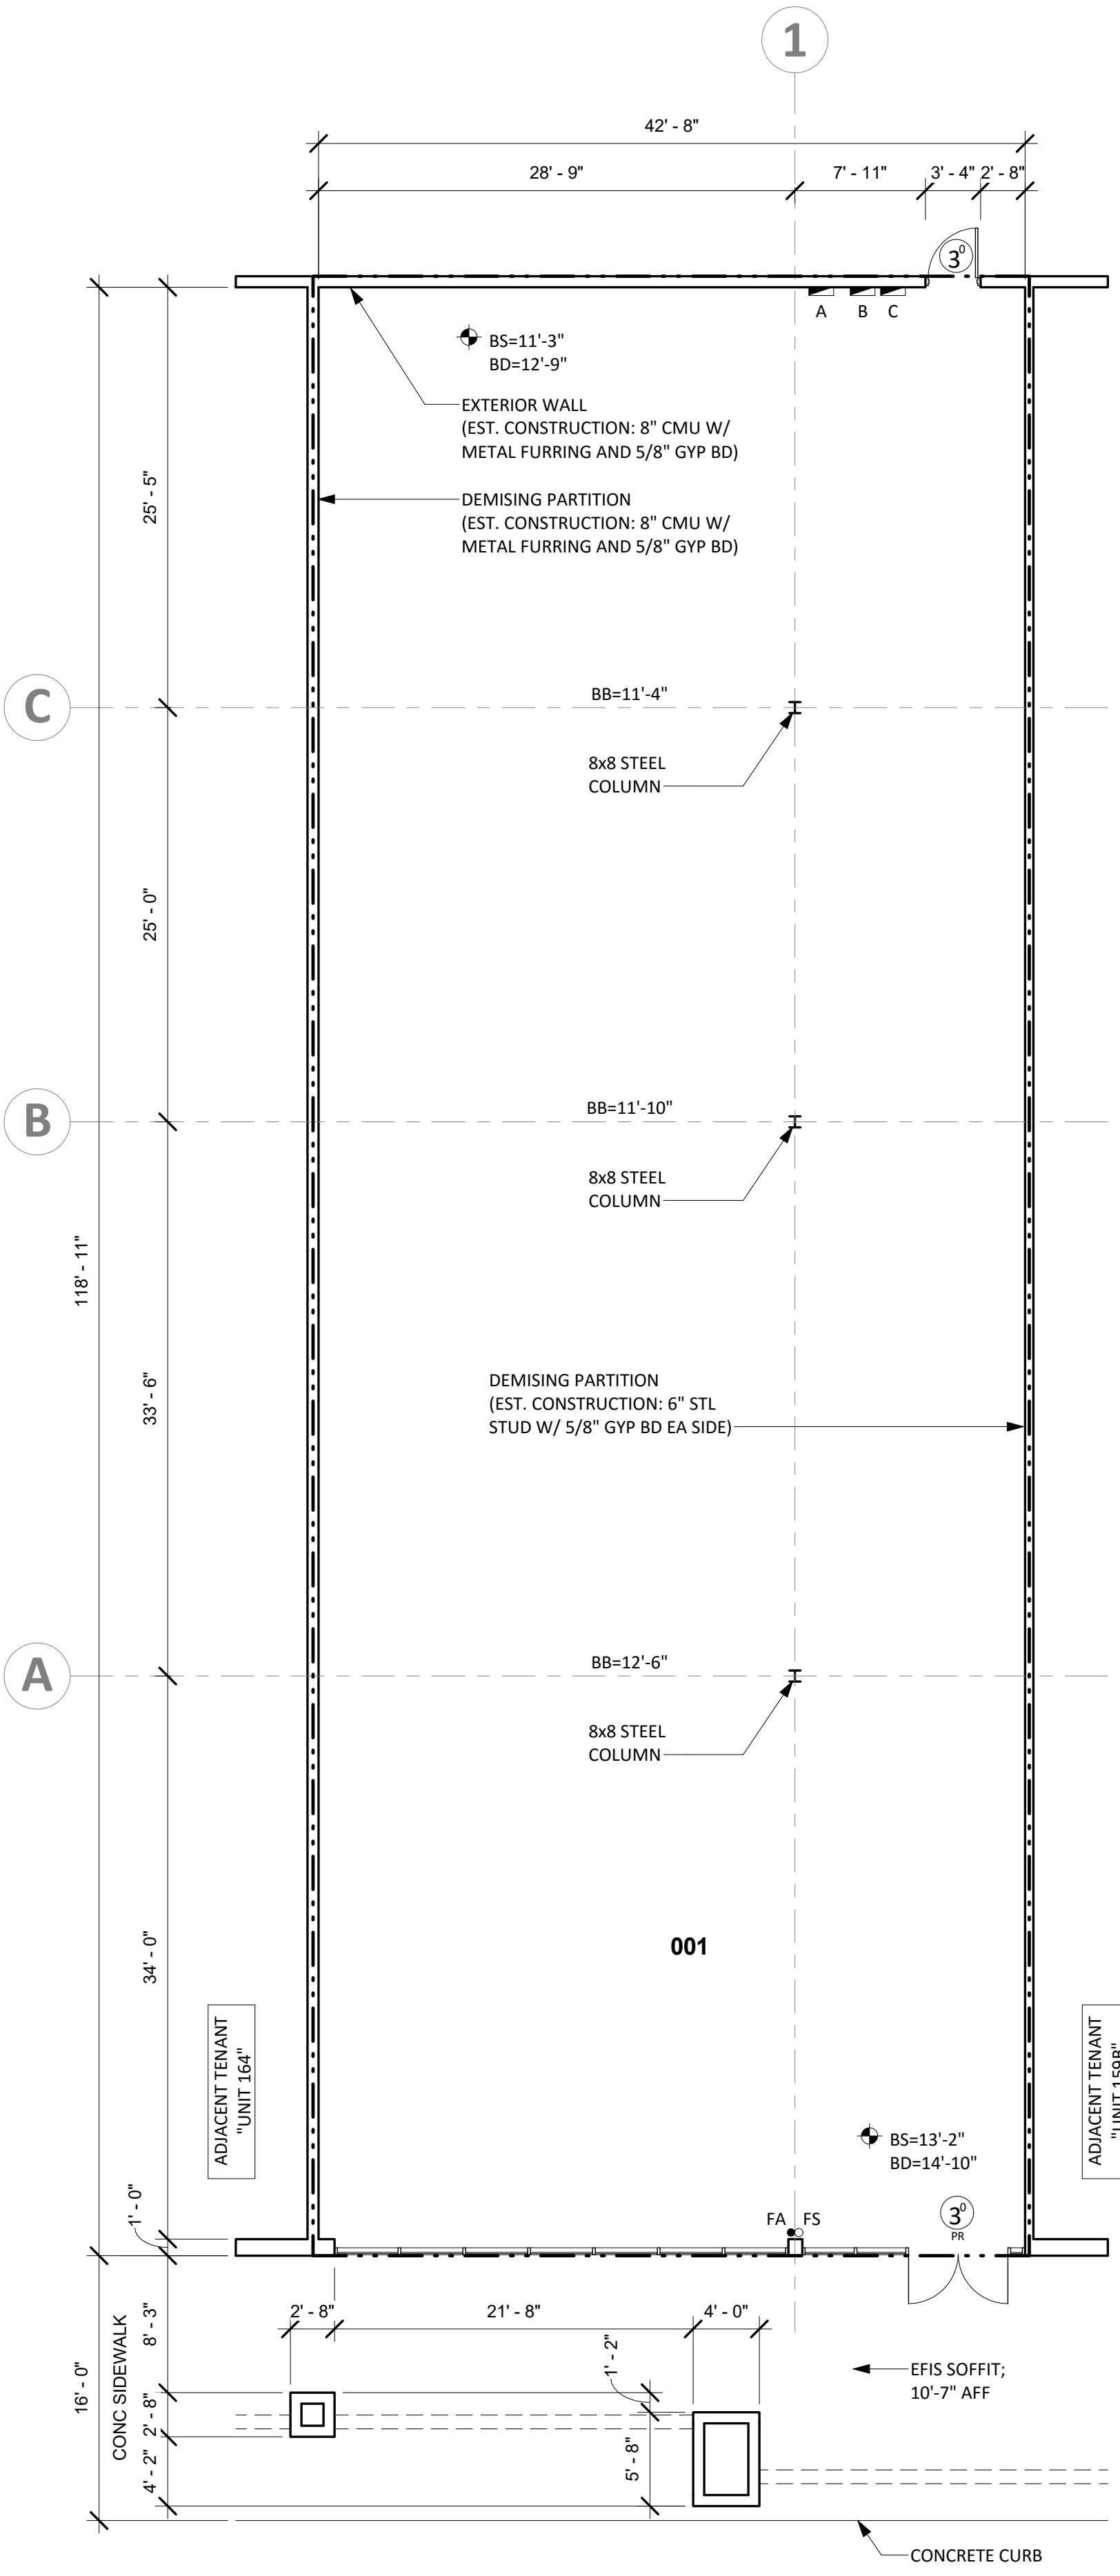 1
42' - 8"
28' - 9"
7' - 11"
3' - 4"
2' - 8"
3⁰
A
B
C
BS=11'-3"
BD=12'-9"
EXTERIOR WALL
(EST. CONSTRUCTION: 8" CMU W/
METAL FURRING AND 5/8" GYP BD)
25' - 5"
DEMISING PARTITION
(EST. CONSTRUCTION: 8" CMU W/
METAL FURRING AND 5/8" GYP BD)
C
BB=11'-4"
8x8 STEEL
COLUMN
25' - 0"
B
BB=11'-10"
8x8 STEEL
COLUMN
118' - 11"
33' - 6"
DEMISING PARTITION
(EST. CONSTRUCTION: 6" STL
STUD W/ 5/8" GYP BD EA SIDE)
A
BB=12'-6"
8x8 STEEL
COLUMN
34' - 0"
001
ADJACENT TENANT
"UNIT 164"
ADJACENT TENANT
"UNIT 159B"
BS=13'-2"
BD=14'-10"
1' - 0"
FA
FS
3⁰
PR
2' - 8"
21' - 8"
4' - 0"
8' - 3"
1' - 2"
EFIS SOFFIT;
10'-7" AFF
16' - 0"
CONC SIDEWALK
2' - 8"
4' - 2"
5' - 8"
CONCRETE CURB